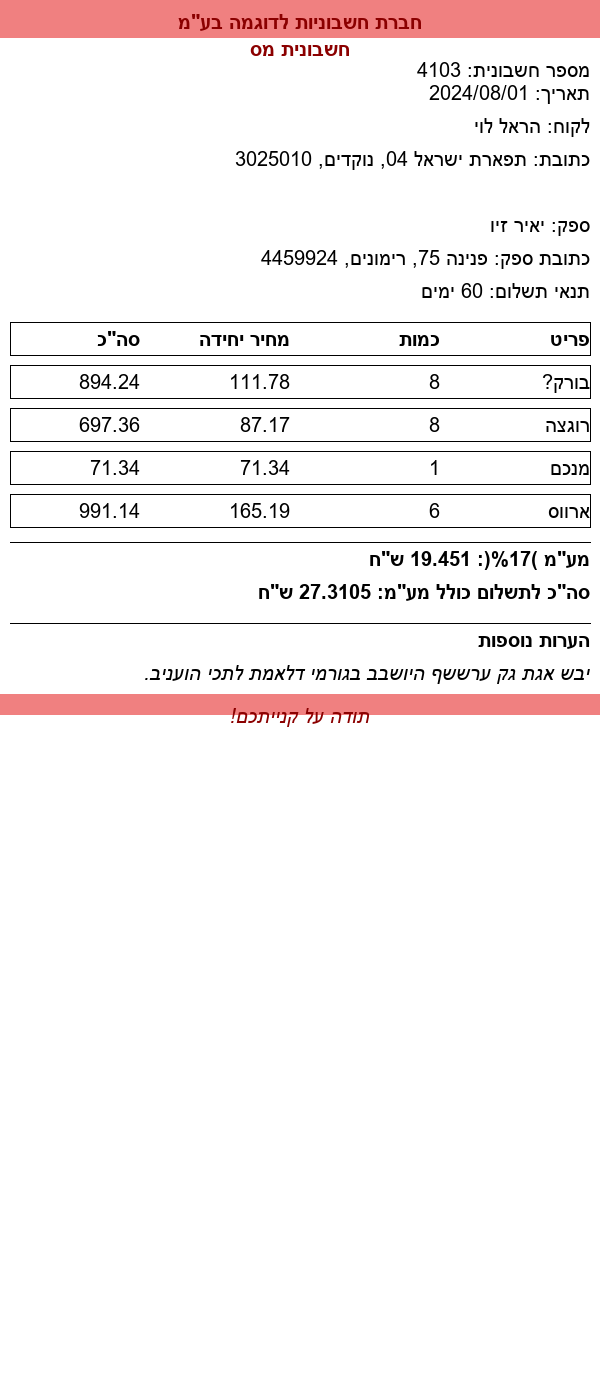 חברת חשבוניות לדוגמה בע"מ
חשבונית מס
מספר חשבונית: 4103
תאריך: 2024/08/01
לקוח: הראל לוי
כתובת: תפארת ישראל 04, נוקדים, 3025010
ספק: יאיר זיו
כתובת ספק: פנינה 75, רימונים, 4459924
תנאי תשלום: 60 ימים
פריט כמות מחיר יחידה סה"כ
בורק? 8 111.78 894.24
רוגצה 8 87.17 697.36
מנכם 1 71.34 71.34
ארווס 6 165.19 991.14
מע"מ )17%(: 19.451 ש"ח
סה"כ לתשלום כולל מע"מ: 27.3105 ש"ח
הערות נוספות
יבש אגת גק ערששף היושבב בגורמי דלאמת לתכי הועניב.
תודה על קנייתכם!